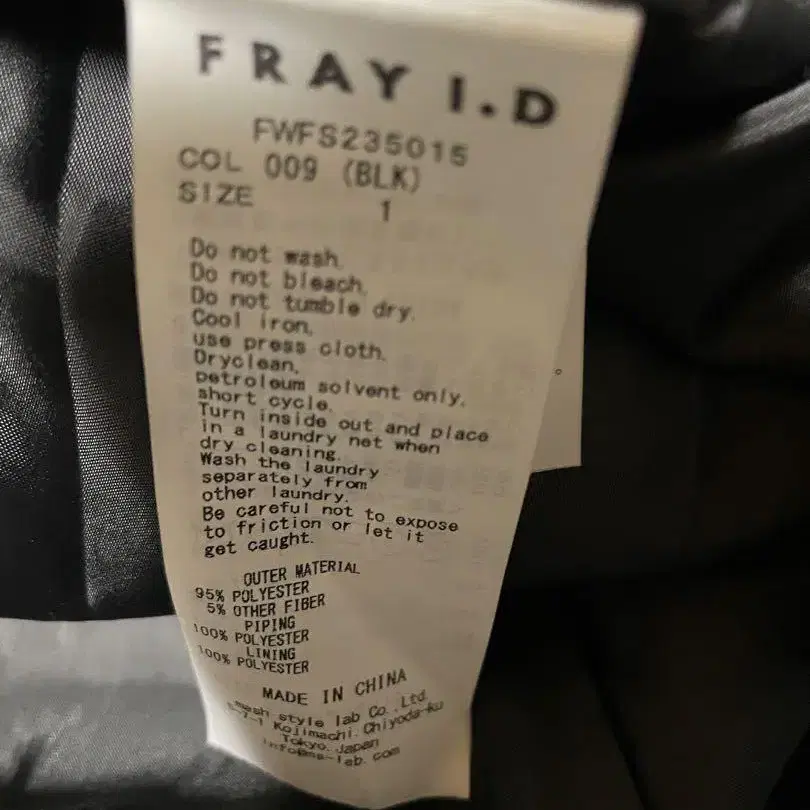 FRAY I.D
FWFS235015
COL 009 (BLK)
SIZE 1
Do not wash.
Do not bleach.
Do not tumble dry.
Cool iron,
use press cloth.
Dryclean,
petroleum solvent only,
short cycle.
Turn inside out and place
in a laundry net when
dry cleaning.
Wash the laundry
separately from
other laundry.
Be careful not to expose
to friction or let it
get caught.
OUTER MATERIAL
95% POLYESTER
5% OTHER FIBER
PIPING
100% POLYESTER
LINING
100% POLYESTER
MADE IN CHINA
mash style lab Co.,Ltd.
Kojimachi, Chiyoda-ku
Tokyo, Japan